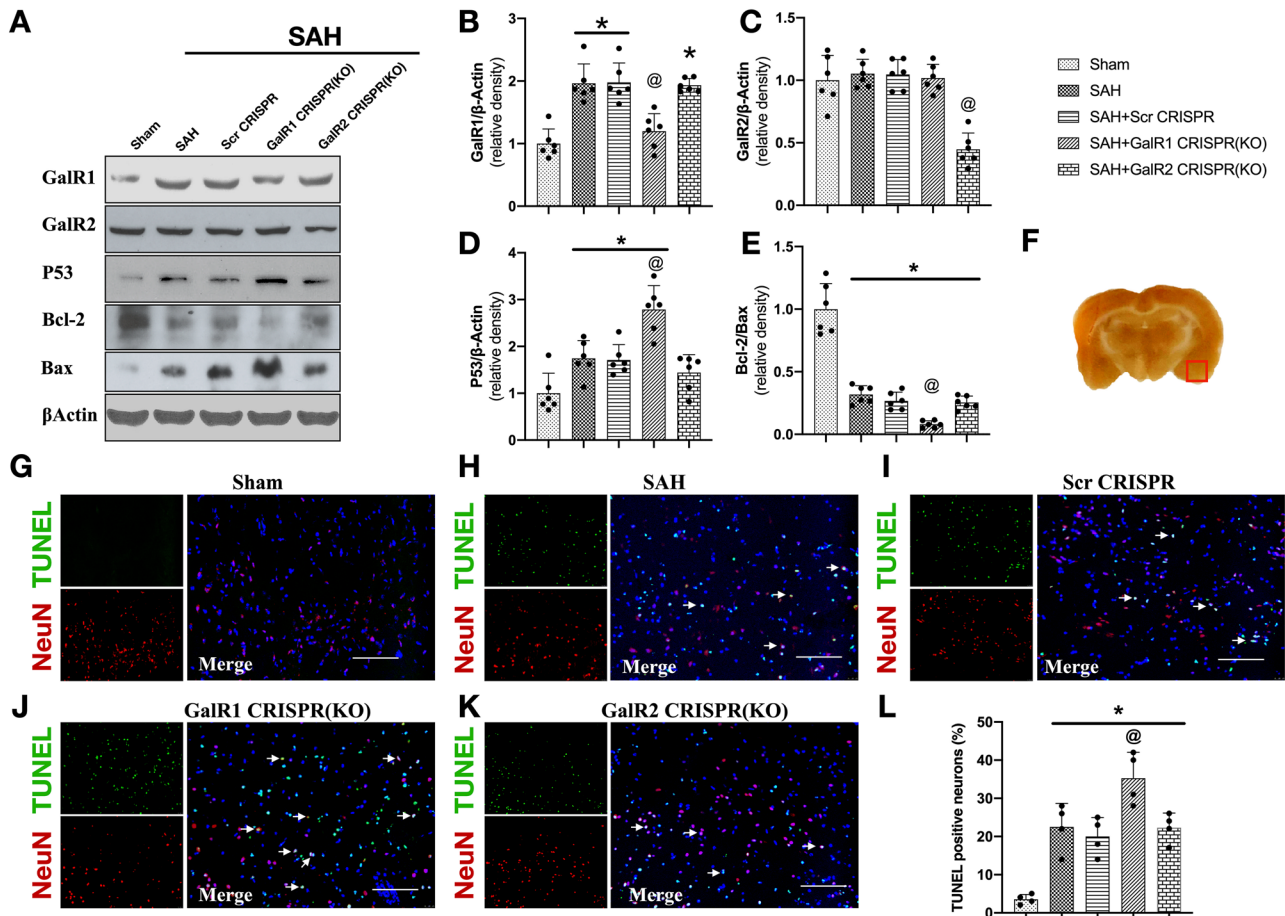 A
SAH
Sham
SAH
Scr CRISPR
GalR1 CRISPR(KO)
GalR2 CRISPR(KO)
GalR1
GalR2
P53
Bcl-2
Bax
βActin
B
GalR1/β-Actin
(relative density)
3
2
1
0
*
@
*
C
GalR2/β-Actin
(relative density)
1.5
1.0
0.5
0.0
@
Sham
SAH
SAH+Scr CRISPR
SAH+GalR1 CRISPR(KO)
SAH+GalR2 CRISPR(KO)
D
P53/β-Actin
(relative density)
4
3
2
1
0
*
@
E
Bcl-2/Bax
(relative density)
1.5
1.0
0.5
0.0
*
@
F
G
Sham
TUNEL
NeuN
Merge
H
SAH
TUNEL
NeuN
Merge
I
Scr CRISPR
TUNEL
NeuN
Merge
J
GalR1 CRISPR(KO)
TUNEL
NeuN
Merge
K
GalR2 CRISPR(KO)
TUNEL
NeuN
Merge
L
TUNEL positive neurons (%)
50
40
30
20
10
0
*
@